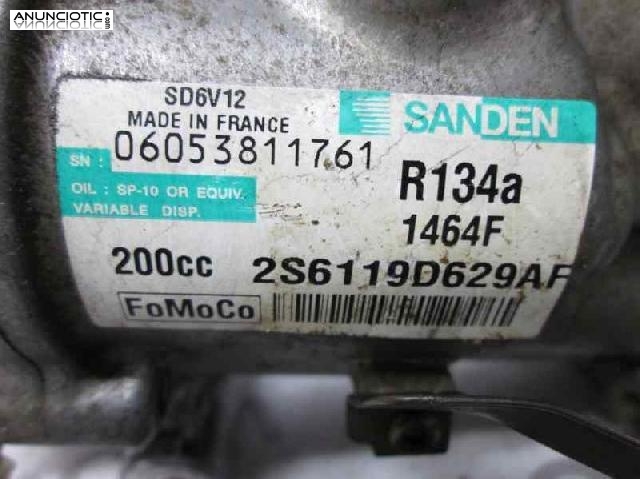 ANUNCIOTIC.com
SD6V12
MADE IN FRANCE
SANDEN
SN : 06053811761
R134a
OIL : SP-10 OR EQUIV.
VARIABLE DISP.
1464F
200cc
2S6119D629AF
FoMoCo